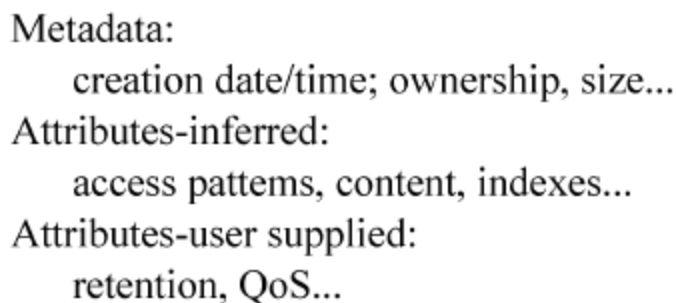 Metadata:
creation date/time; ownership, size...
Attributes-inferred:
access pattems, content, indexes...
Attributes-user supplied:
retention, QoS...